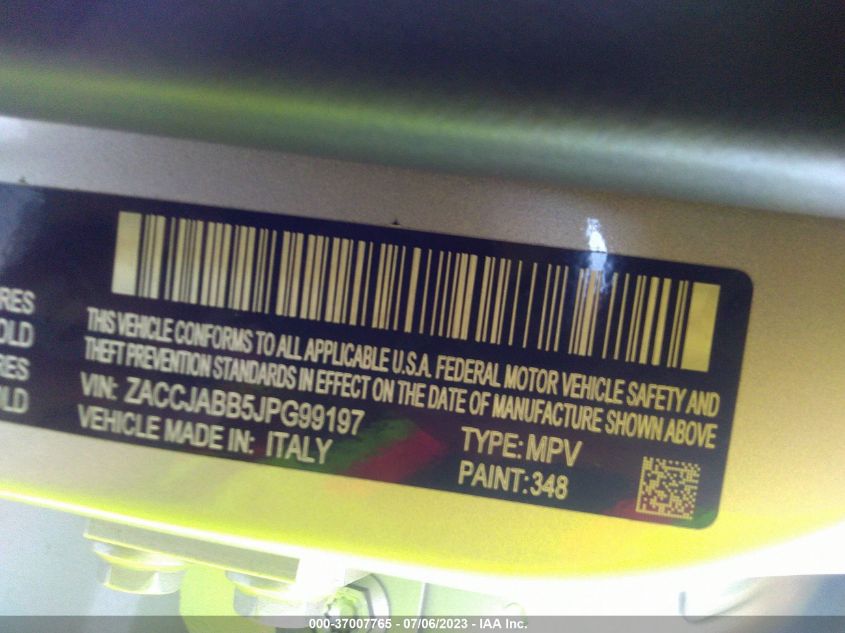 RES
OLD
RES
OLD
THIS VEHICLE CONFORMS TO ALL APPLICABLE U.S.A. FEDERAL MOTOR VEHICLE SAFETY AND
THEFT PREVENTION STANDARDS IN EFFECT ON THE DATE OF MANUFACTURE SHOWN ABOVE
VIN: ZACCJABB5JPG99197
VEHICLE MADE IN: ITALY
TYPE: MPV
PAINT: 348
000-37007765 - 07/06/2023 - IAA Inc.